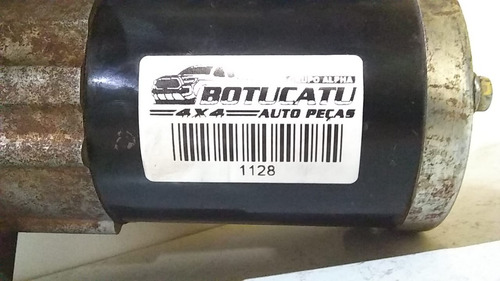 GRUPO ALPHA
BOTUCATU
4x4 AUTO PEÇAS
1128